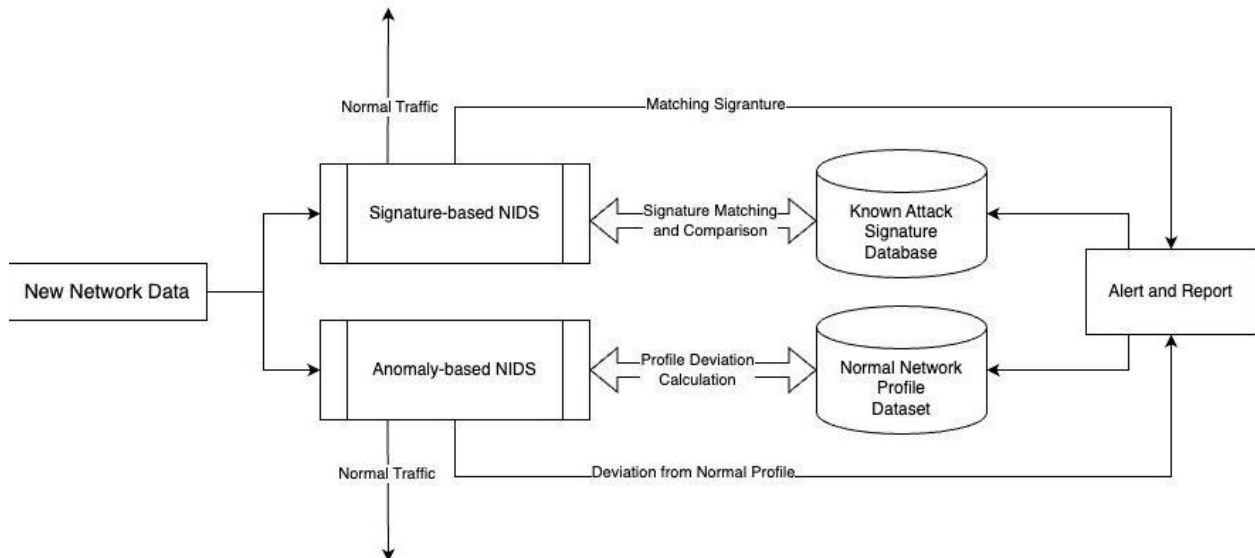 Normal Traffic
Matching Sigranture
Signature-based NIDS
Signature Matching
and Comparison
Known Attack
Signature
Database
New Network Data
Alert and Report
Anomaly-based NIDS
Profile Deviation
Calculation
Normal Network
Profile
Dataset
Normal Traffic
Deviation from Normal Profile